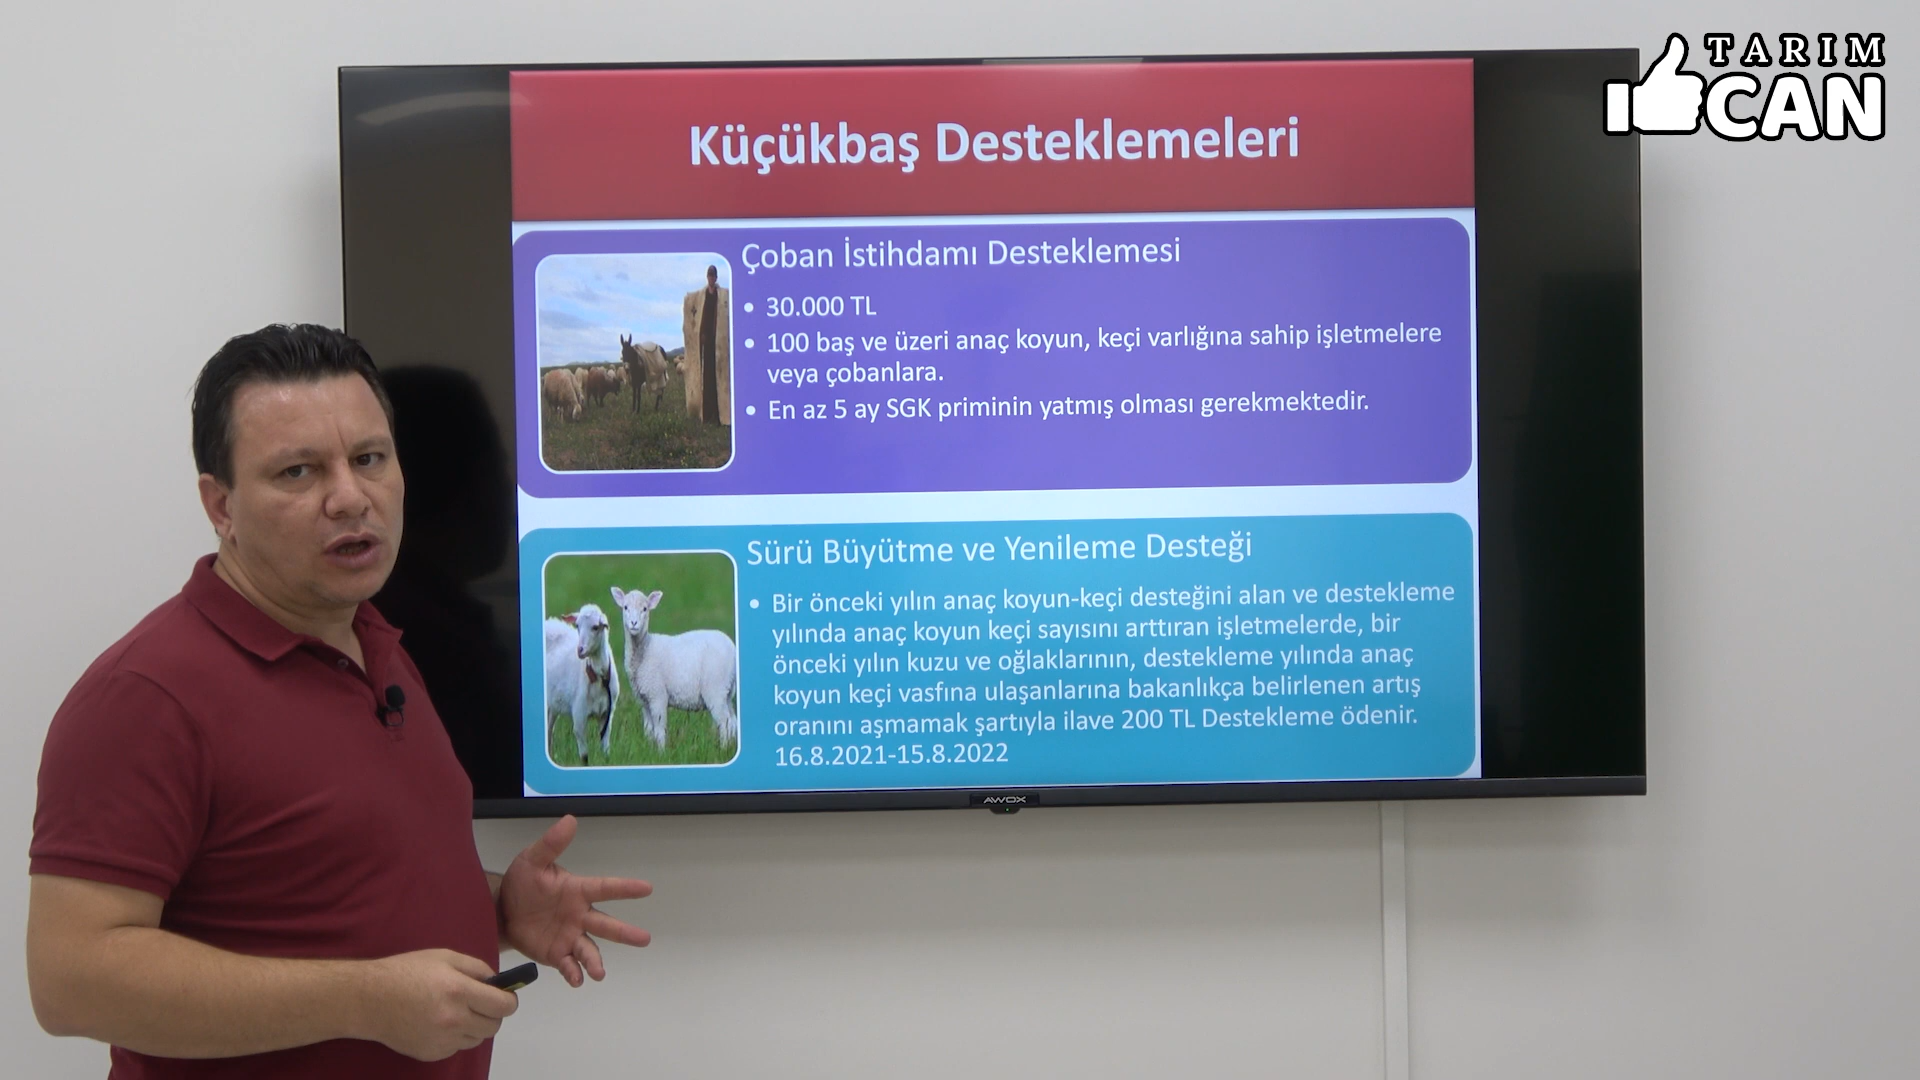 TARIM
CAN
Küçükbaş Desteklemeleri
Çoban İstihdamı Desteklemesi
• 30.000 TL
• 100 baş ve üzeri anaç koyun, keçi varlığına sahip işletmelere
veya çobanlara.
• En az 5 ay SGK priminin yatmış olması gerekmektedir.
Sürü Büyütme ve Yenileme Desteği
• Bir önceki yılın anaç koyun-keçi desteğini alan ve destekleme
yılında anaç koyun keçi sayısını arttıran işletmelerde, bir
önceki yılın kuzu ve oğlaklarının, destekleme yılında anaç
koyun keçi vasfına ulaşanlarına bakanlıkça belirlenen artış
oranını aşmamak şartıyla ilave 200 TL Destekleme ödenir.
16.8.2021-15.8.2022
AWOX